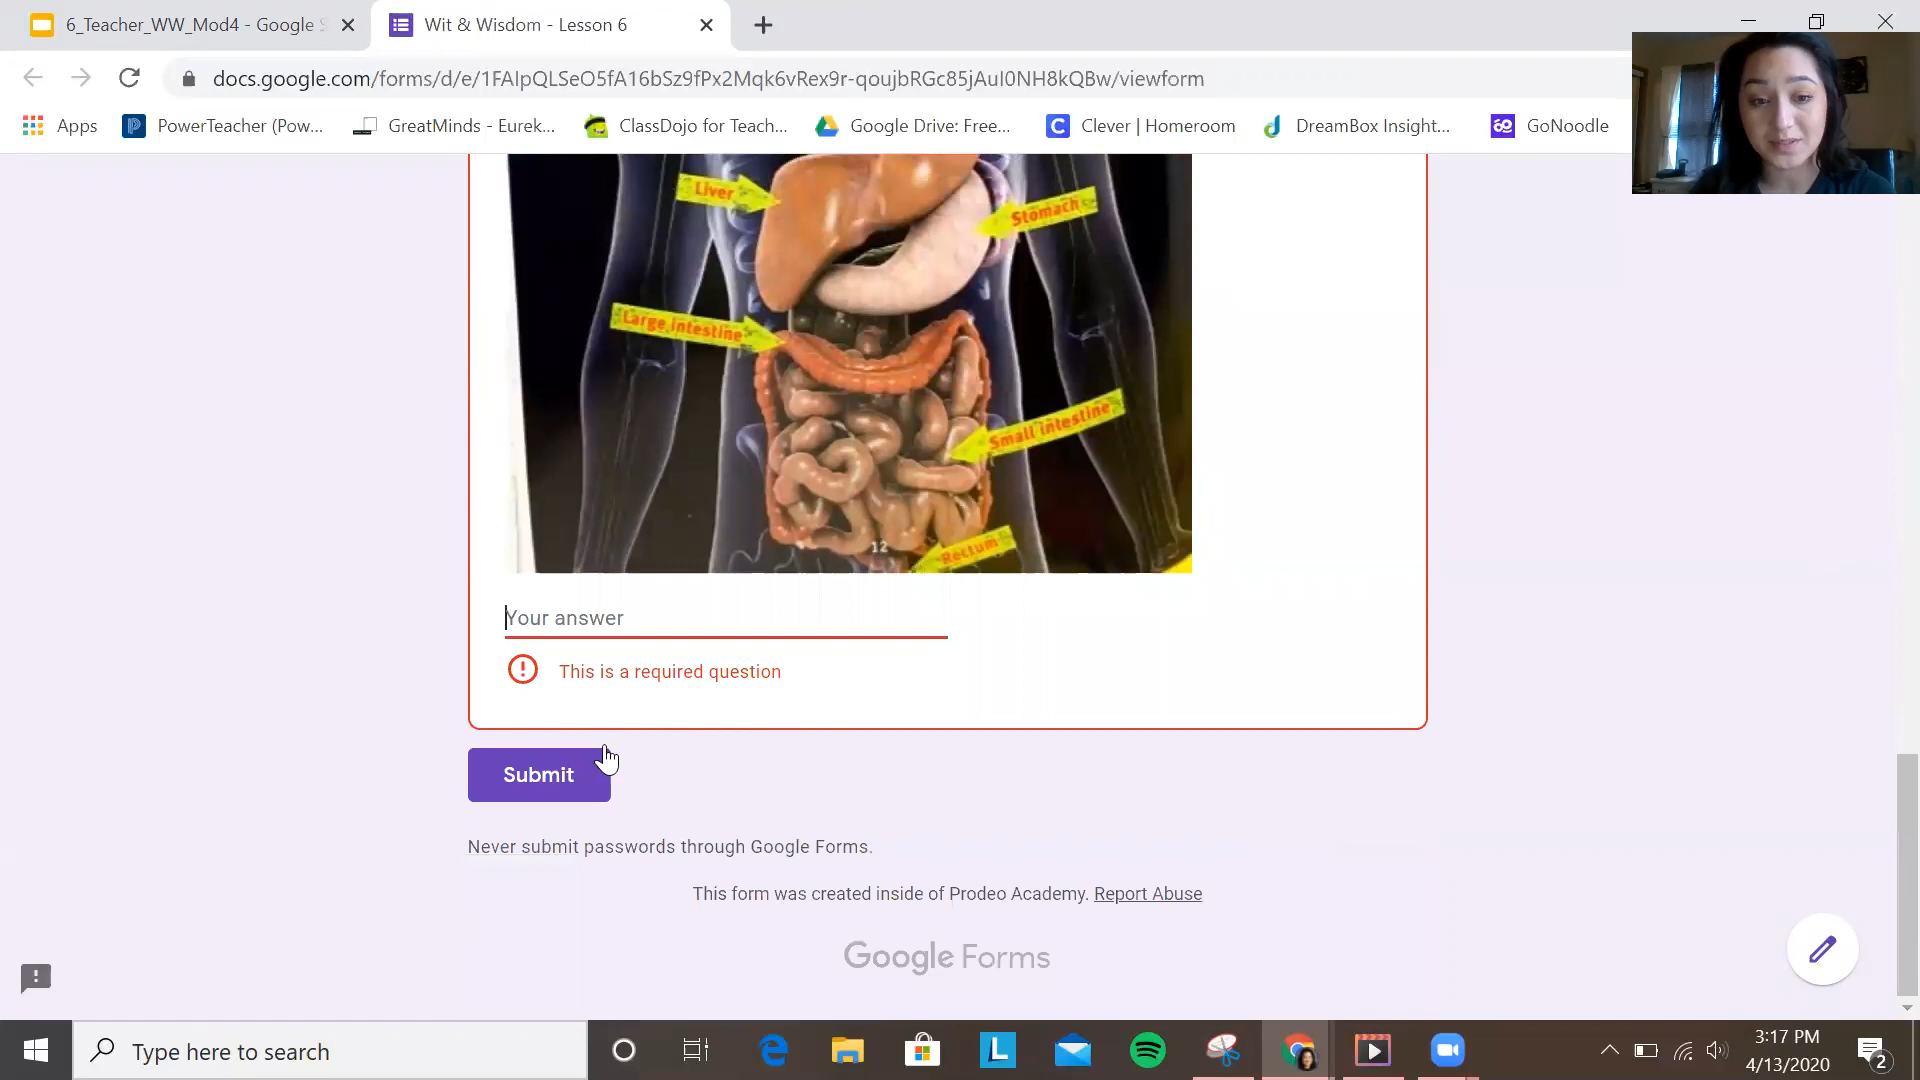 6_Teacher_WW_Mod4 - Google S
Wit & Wisdom - Lesson 6
docs.google.com/forms/d/e/1FAIpQLSeO5fA16bSz9fPx2Mqk6vRex9r-qoujbRGc85jAuI0NH8kQBw/viewform
Apps
PowerTeacher (Pow...
GreatMinds - Eurek...
ClassDojo for Teach...
Google Drive: Free...
Clever | Homeroom
DreamBox Insight...
GoNoodle
Liver
Stomach
Large intestine
Small intestine
12
Rectum
Your answer
This is a required question
Submit
Never submit passwords through Google Forms.
This form was created inside of Prodeo Academy. Report Abuse
Google Forms
Type here to search
3:17 PM
4/13/2020
2